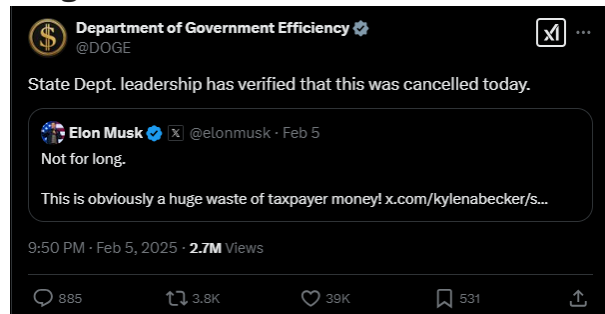 Department of Government Efficiency
@DOGE
State Dept. leadership has verified that this was cancelled today.
Elon Musk @elonmusk · Feb 5
Not for long.
This is obviously a huge waste of taxpayer money! x.com/kylenabecker/s...
9:50 PM · Feb 5, 2025 · 2.7M Views
885 3.8K 39K 531